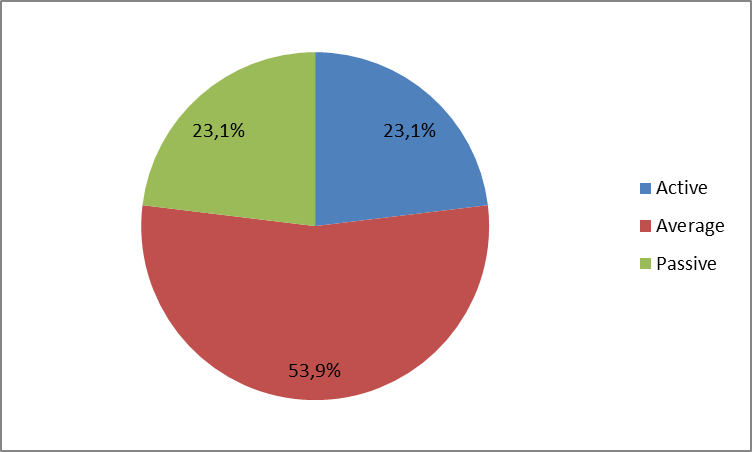 23,1%
23,1%
Active
Average
Passive
53,9%